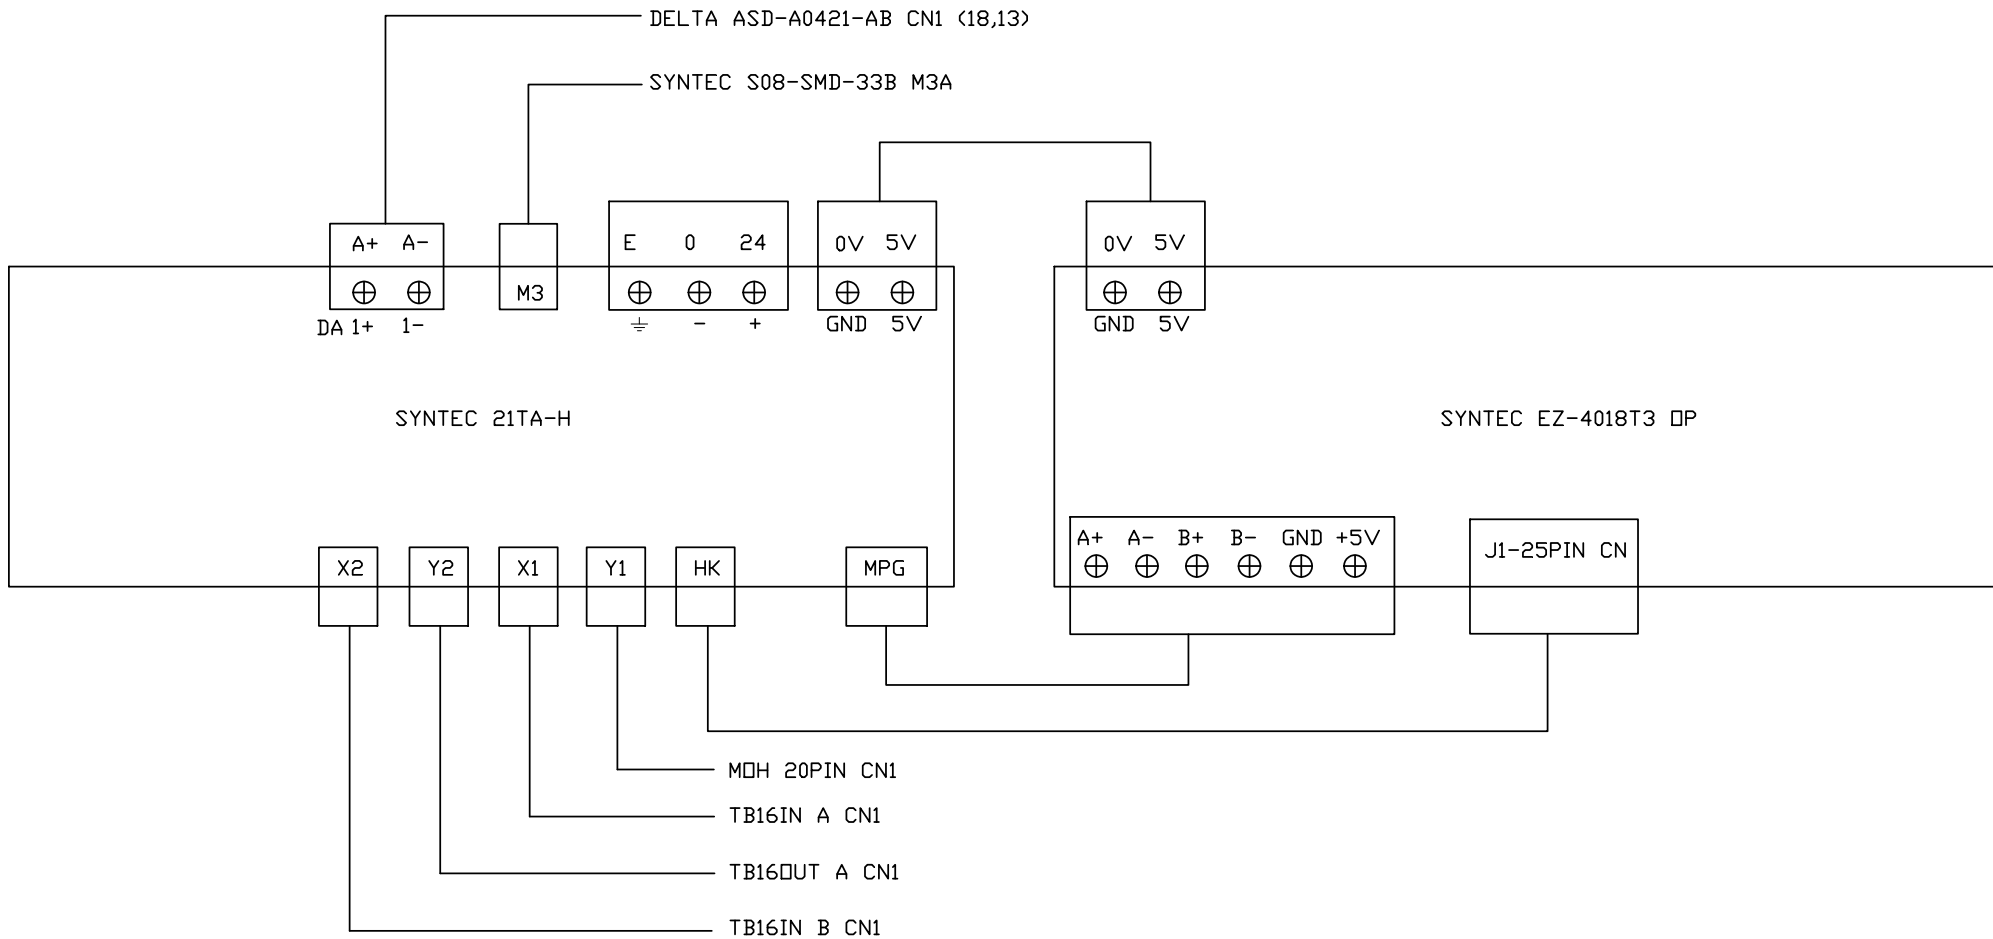 DELTA ASD-A0421-AB CN1 (18,13)
SYNTEC S08-SMD-33B M3A
A+ A-
E 0 24
0V 5V
0V 5V
M3
DA 1+ 1-
- +
GND 5V
GND 5V
SYNTEC 21TA-H
SYNTEC EZ-4018T3 OP
A+ A- B+ B- GND +5V
J1-25PIN CN
X2 Y2 X1 Y1 HK MPG
MOH 20PIN CN1
TB16IN A CN1
TB16OUT A CN1
TB16IN B CN1